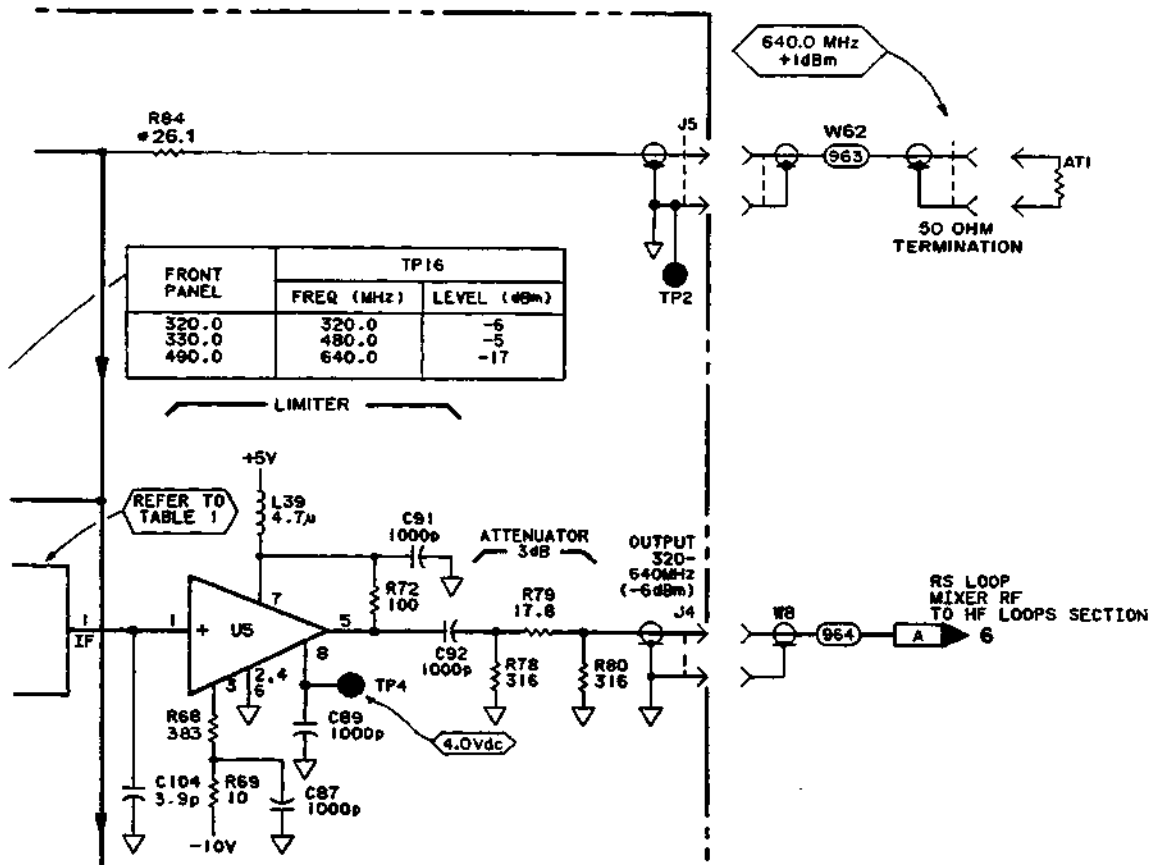 640.0 MHz
+1dBm
R84
*26.1
J5
W62
963
AT1
50 OHM
TERMINATION
TP2
FRONT
PANEL
TP16
FREQ (MHz)
LEVEL (dBm)
320.0 320.0 -6
330.0 480.0 -5
490.0 640.0 -17
LIMITER
+5V
REFER TO
TABLE 1
L39
4.7μ
C91
1000p
ATTENUATOR
3dB
OUTPUT
320-
640MHz
(-6dBm)
J4
RS LOOP
MIXER RF
TO HF LOOPS SECTION
W8
964
A
6
R72
100
R79
17.8
7
1
IF
1
+
U5
5
8
2,4
6
3
C92
1000p
R78
316
R80
316
TP4
4.0Vdc
R68
383
C89
1000p
C104
3.9p
R69
10
C87
1000p
-10V